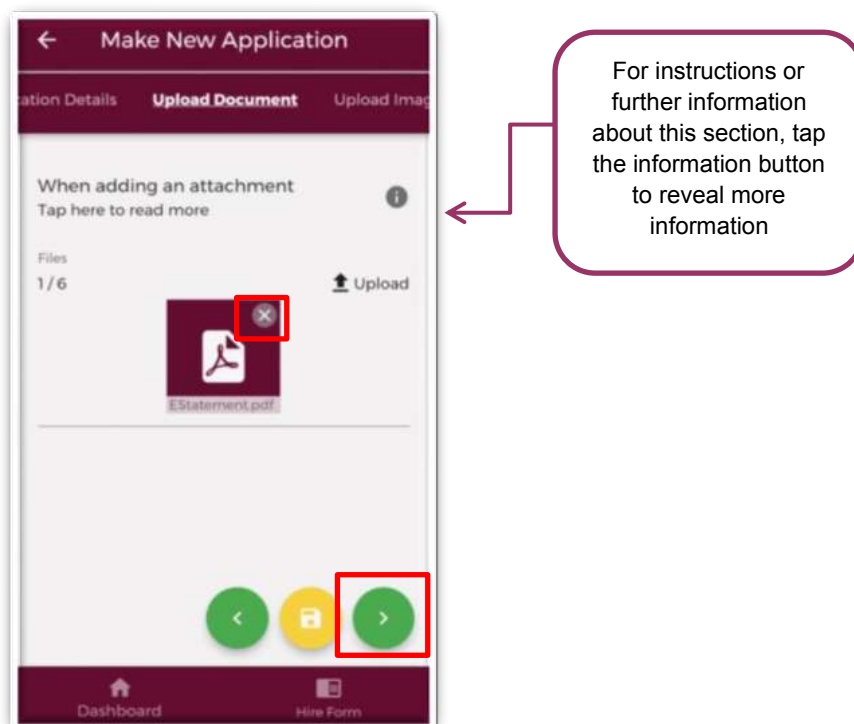 Make New Application
ation Details Upload Document Upload Imag
When adding an attachment
Tap here to read more
Files
1 / 6
Upload
EStatement.pdf
Dashboard
Hire Form
For instructions or
further information
about this section, tap
the information button
to reveal more
information